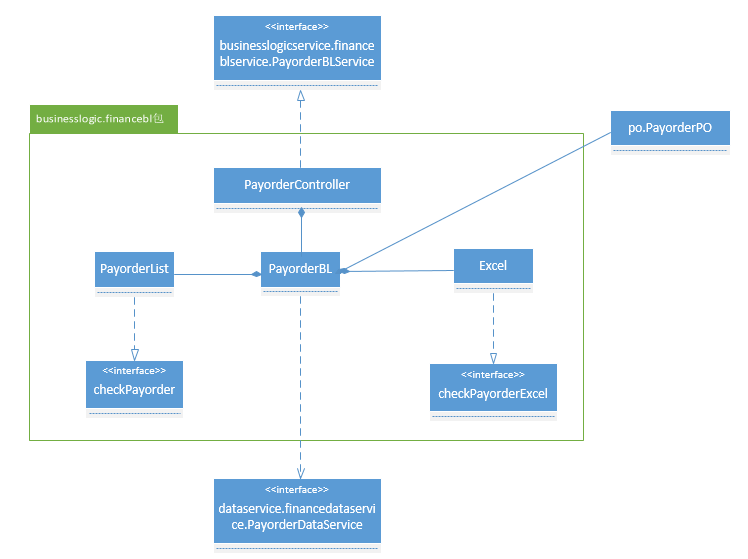 <<interface>>
businesslogicservice.finance
blservice.PayorderBLService
businesslogic.financebl包
po.PayorderPO
PayorderController
PayorderList
PayorderBL
Excel
<<interface>>
checkPayorder
<<interface>>
checkPayorderExcel
<<interface>>
dataservice.financedataservi
ce.PayorderDataService